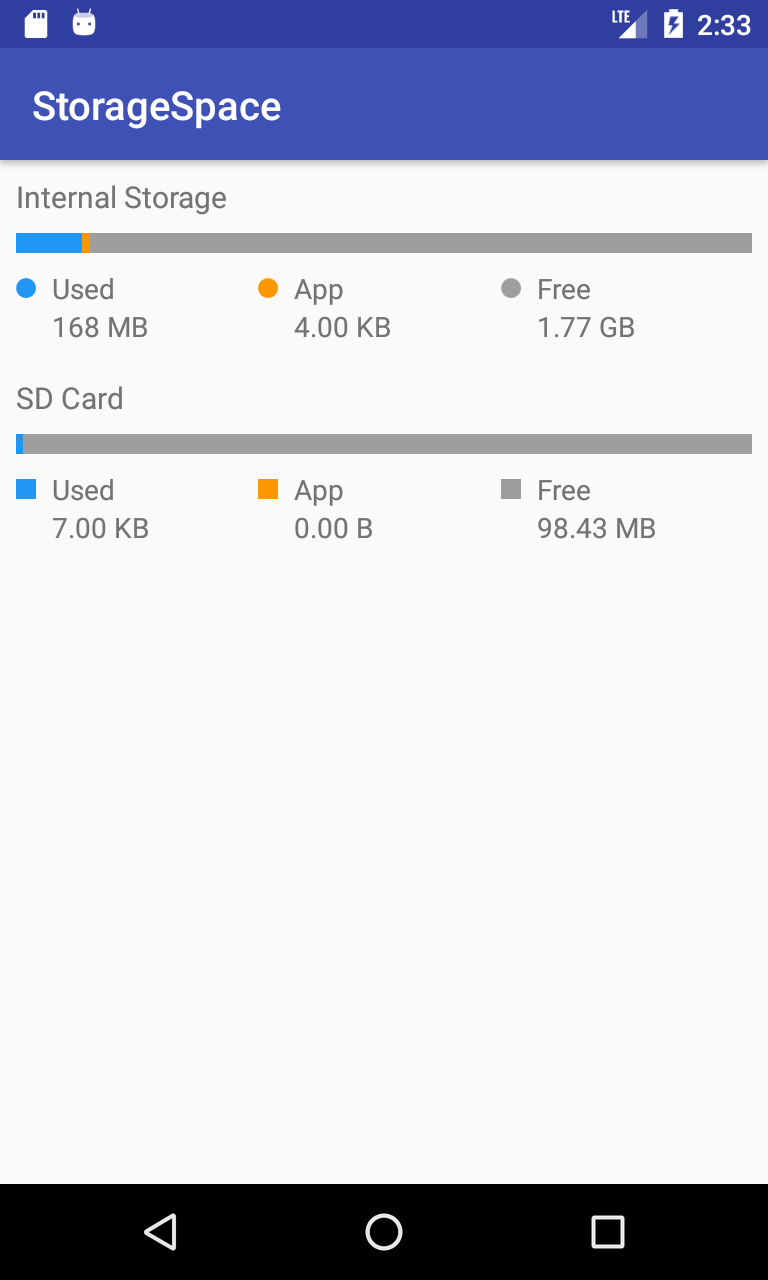 LTE 2:33
StorageSpace
Internal Storage
Used App Free
168 MB 4.00 KB 1.77 GB
SD Card
Used App Free
7.00 KB 0.00 B 98.43 MB